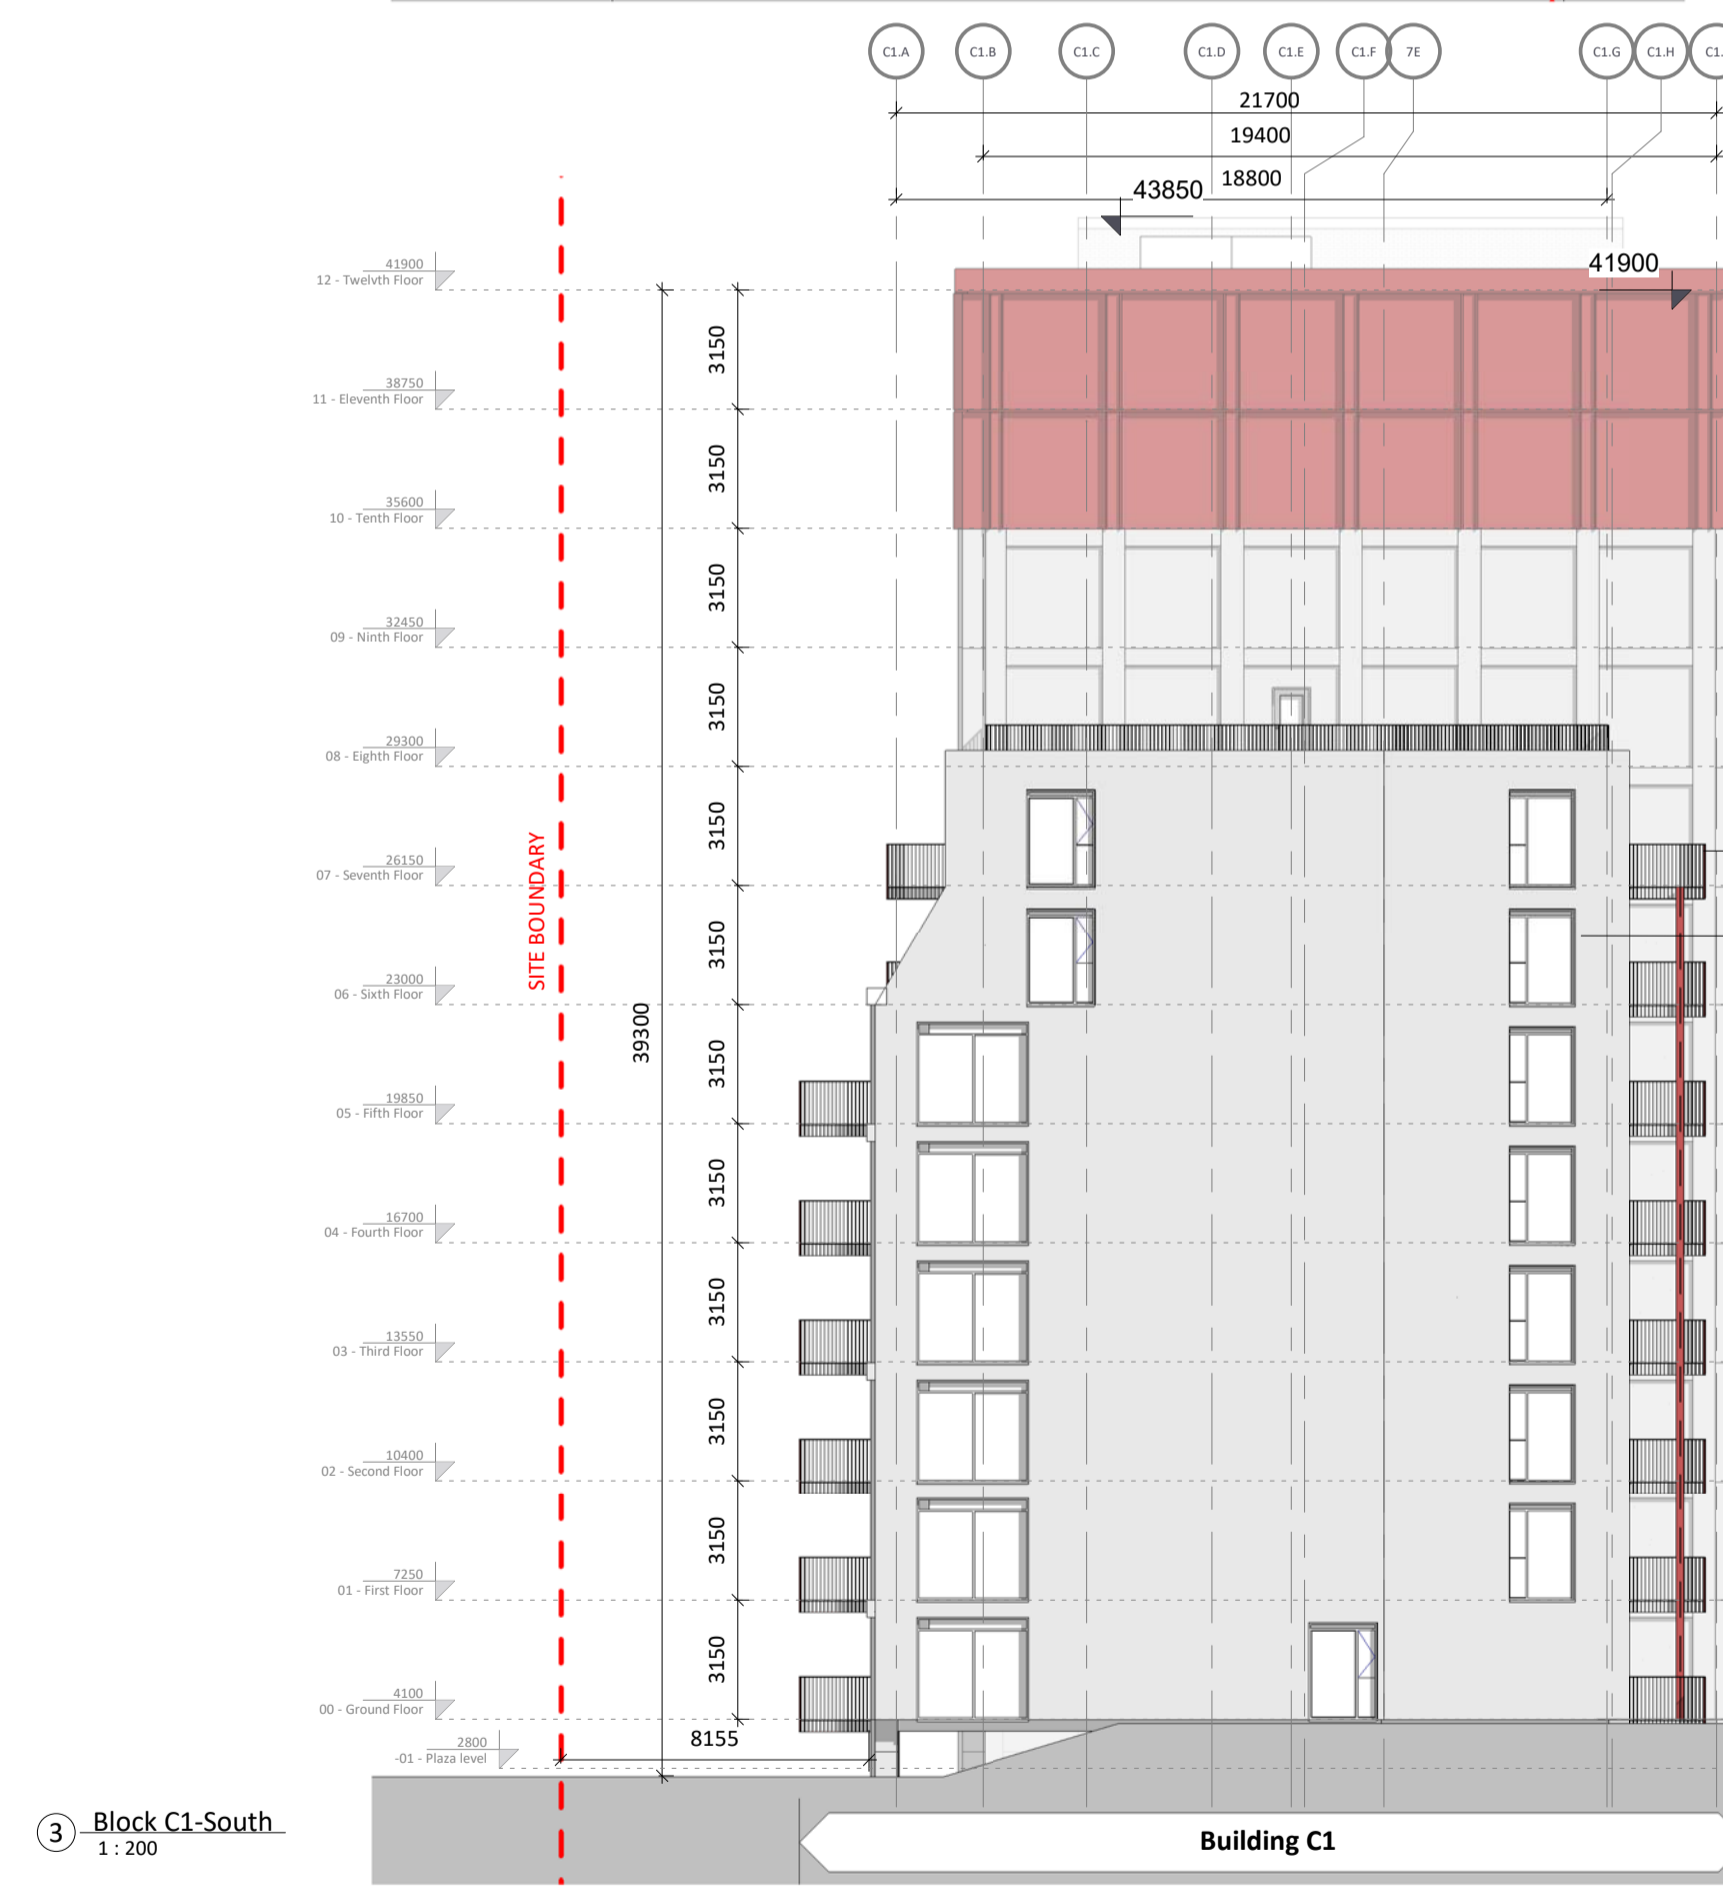 C1.A C1.B C1.C C1.D C1.E C1.F 7E C1.G C1.H C1.
21700
19400
18800
43850
41900
41900
12 - Twelvth Floor
3150
38750
11 - Eleventh Floor
3150
35600
10 - Tenth Floor
3150
32450
09 - Ninth Floor
3150
29300
08 - Eighth Floor
3150
SITE BOUNDARY
26150
07 - Seventh Floor
3150
23000
06 - Sixth Floor
39300
3150
19850
05 - Fifth Floor
3150
16700
04 - Fourth Floor
3150
13550
03 - Third Floor
3150
10400
02 - Second Floor
3150
7250
01 - First Floor
3150
4100
00 - Ground Floor
8155
2800
-01 - Plaza level
3 Block C1-South
1 : 200
Building C1